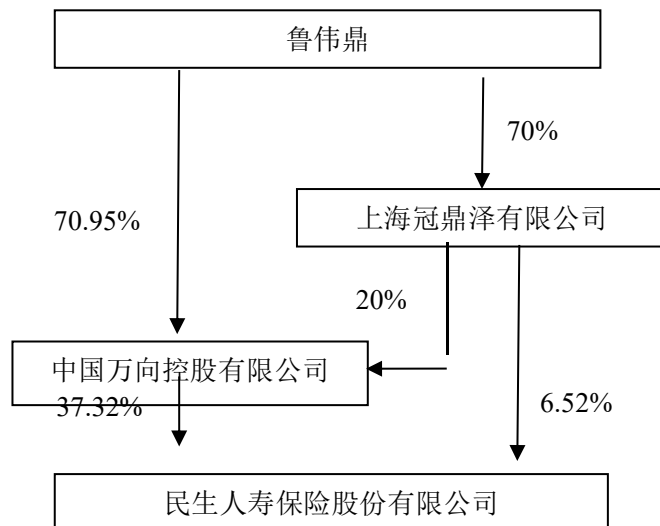 鲁伟鼎
70%
70.95%
上海冠鼎泽有限公司
20%
中国万向控股有限公司
37.32%
6.52%
民生人寿保险股份有限公司